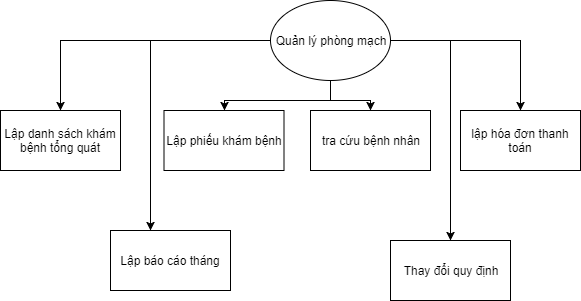 Quản lý phòng mạch
Lập danh sách khám
bệnh tổng quát
Lập phiếu khám bệnh
tra cứu bệnh nhân
lập hóa đơn thanh
toán
Lập báo cáo tháng
Thay đổi quy định